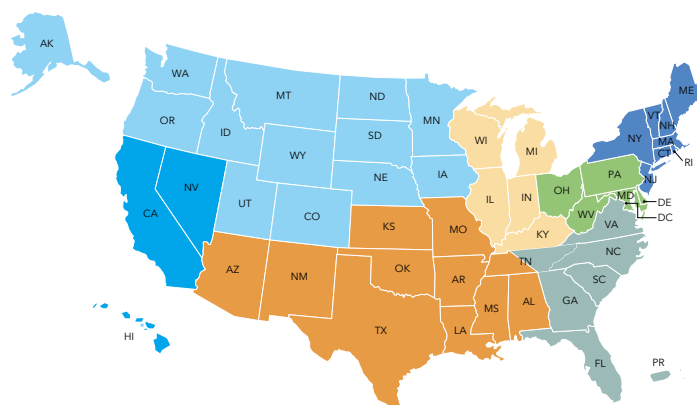 AK
WA
MT
ND
MN
ME
VT
NH
OR
ID
SD
WI
MI
NY
MA
CT
RI
WY
NE
IA
PA
NJ
NV
UT
CO
IL
IN
OH
MD
DE
DC
CA
KS
MO
KY
WV
VA
AZ
NM
OK
AR
TN
NC
SC
MS
AL
GA
TX
LA
HI
FL
PR